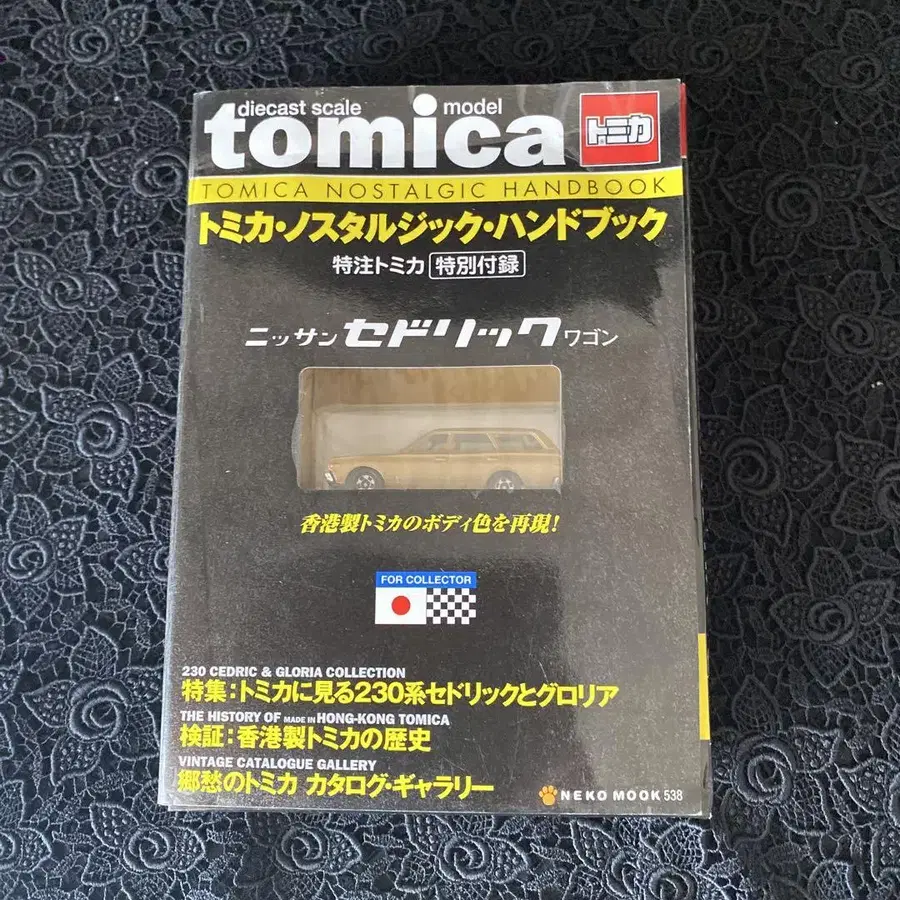 diecast scale model
tomica
トミカ
TOMICA NOSTALGIC HANDBOOK
トミカ・ノスタルジック・ハンドブック
特注トミカ 特別付録
ニッサン セドリック ワゴン
香港製トミカのボディ色を再現!
FOR COLLECTOR
230 CEDRIC & GLORIA COLLECTION
特集:トミカに見る230系セドリックとグロリア
THE HISTORY OF MADE IN HONG-KONG TOMICA
検証:香港製トミカの歴史
VINTAGE CATALOGUE GALLERY
郷愁のトミカ カタログ・ギャラリー
NEKO MOOK 538